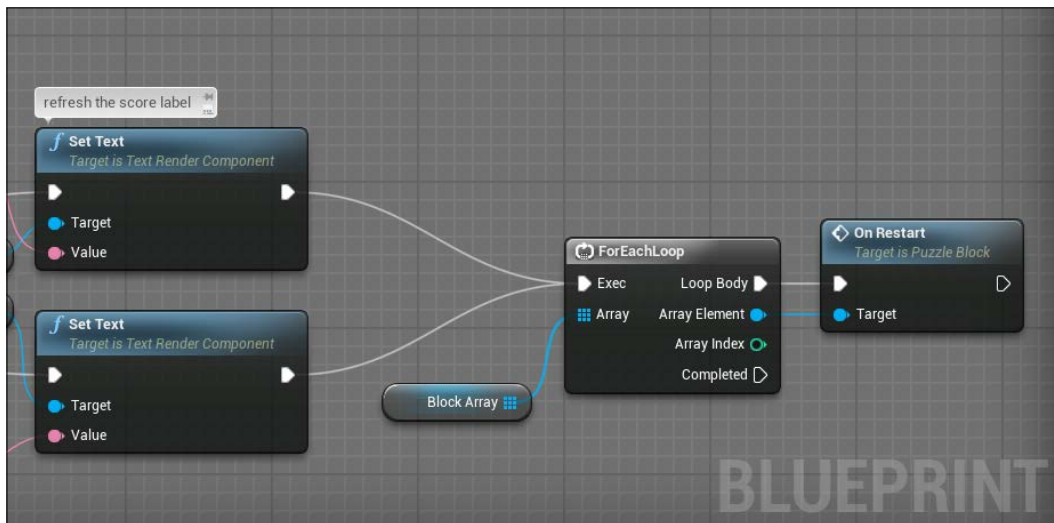 refresh the score label
Set Text
Target is Text Render Component
Target
Value
Set Text
Target is Text Render Component
Target
Value
Block Array
ForEachLoop
Exec Loop Body
Array Array Element
Array Index
Completed
On Restart
Target is Puzzle Block
Target
BLUEPRINT